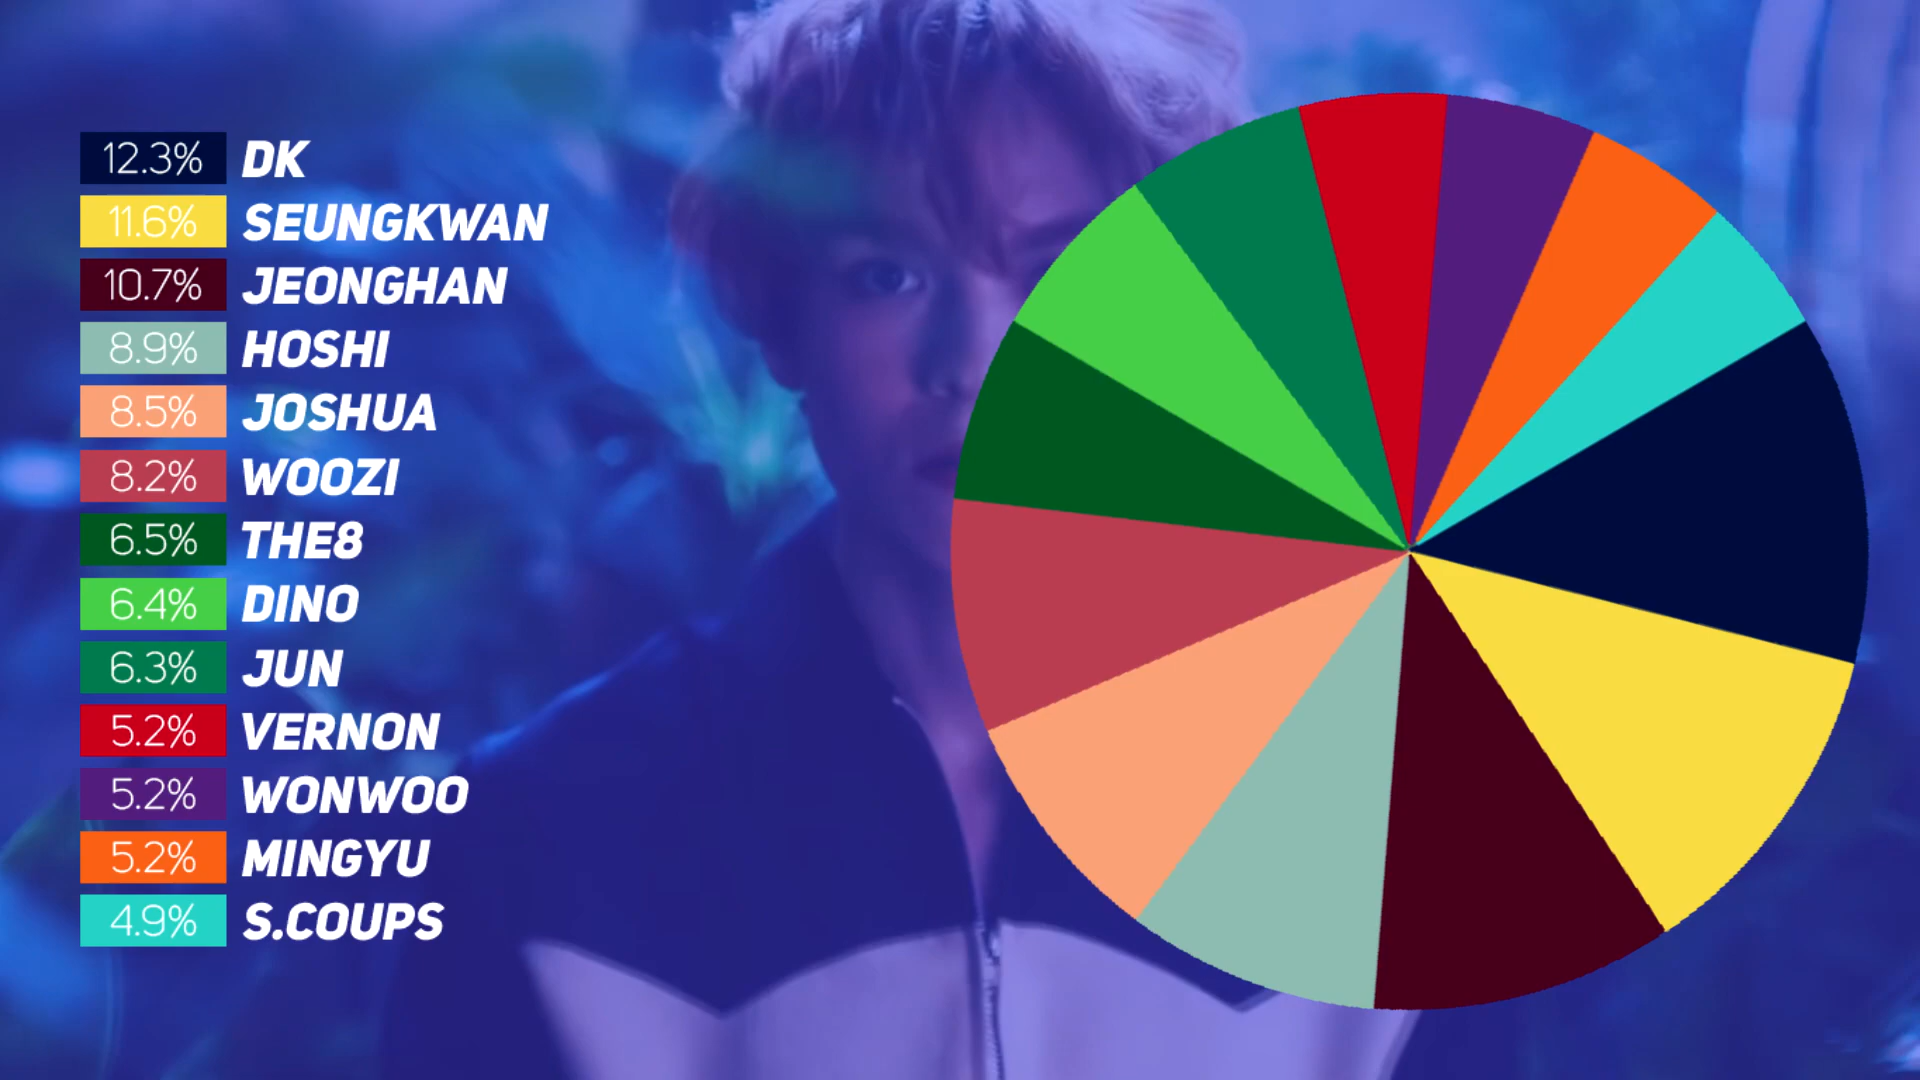 12.3% DK
11.6% SEUNGKWAN
10.7% JEONGHAN
8.9% HOSHI
8.5% JOSHUA
8.2% WOOZI
6.5% THE8
6.4% DINO
6.3% JUN
5.2% VERNON
5.2% WONWOO
5.2% MINGYU
4.9% S.COUPS